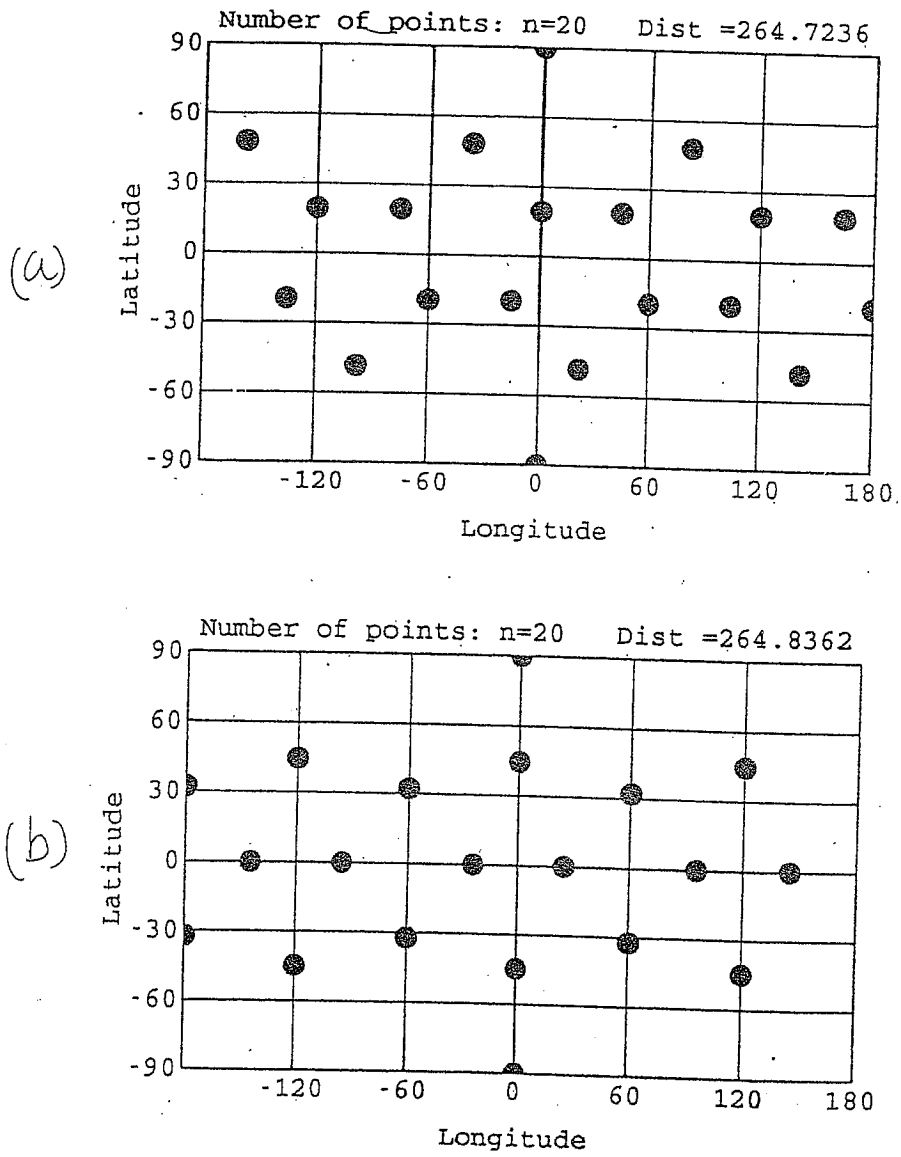 Number of points: n=20 Dist =264.7236
90
60
30
0
-30
-60
-90
Latitude
(a)
-120 -60 0 60 120 180
Longitude
Number of points: n=20 Dist =264.8362
90
60
30
0
-30
-60
-90
Latitude
(b)
-120 -60 0 60 120 180
Longitude